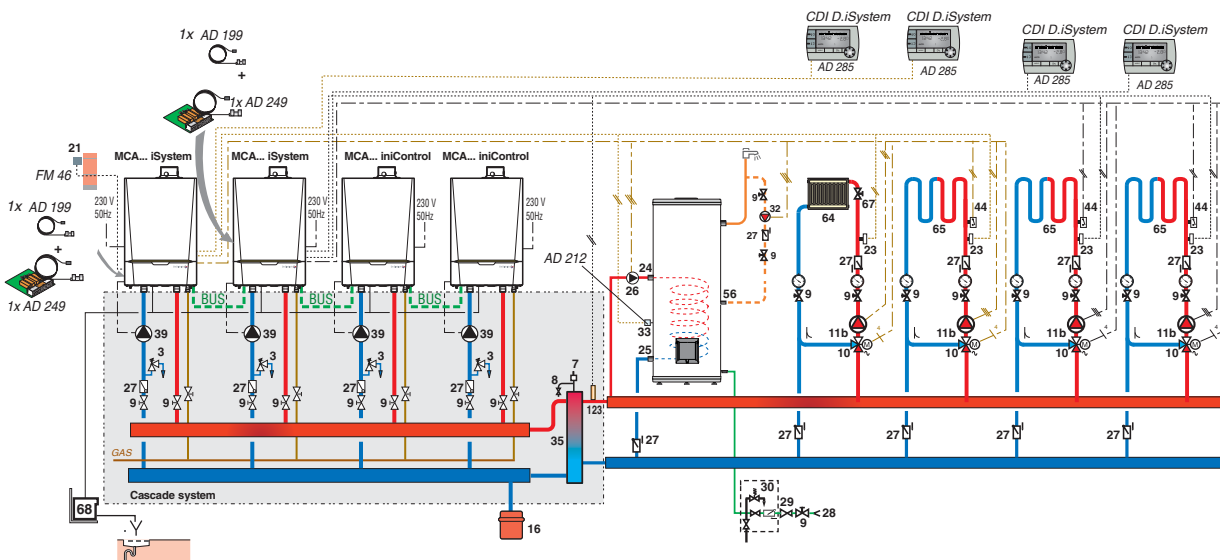 CDI D.iSystem
CDI D.iSystem
CDI D.iSystem
CDI D.iSystem
AD 285
AD 285
AD 285
AD 285
1x AD 199
+
1x AD 249
21
FM 46
MCA... iSystem
MCA... iSystem
MCA... iniControl
MCA... iniControl
230 V
50Hz
230 V
50Hz
230 V
50Hz
230 V
50Hz
1x AD 199
+
1x AD 249
BUS
BUS
BUS
39
39
39
39
3
3
3
3
27
27
27
27
9
9
9
9
9
9
9
9
7
8
123
35
GAS
Cascade system
68
16
AD 212
24
26
33
25
56
9
32
27
9
27
30
29
9
28
64
67
23
27
9
9
11b
10
M
27
65
44
23
27
9
9
11b
10
M
27
65
44
23
27
9
9
11b
10
M
27
65
44
23
27
9
9
11b
10
M
27